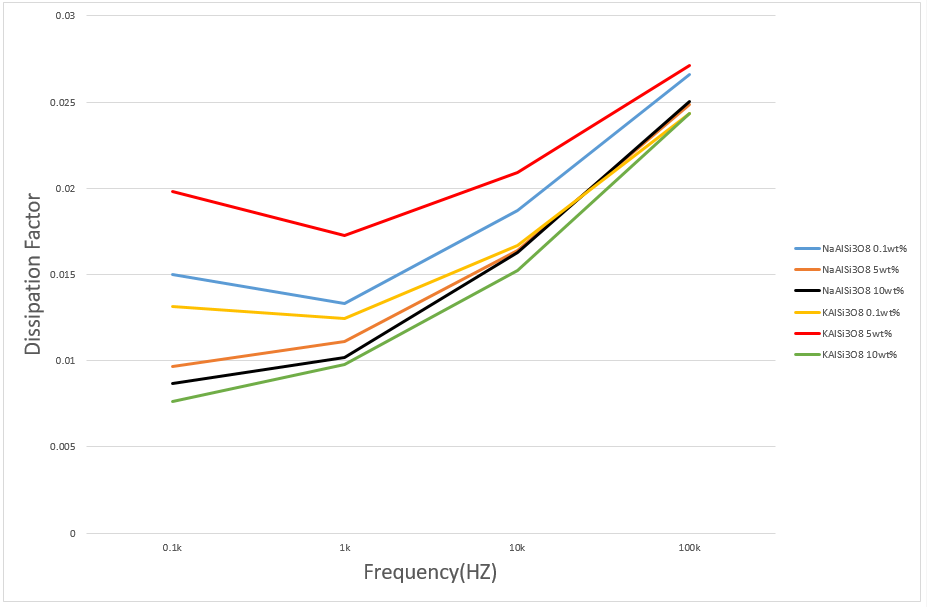 0.03
0.025
0.02
0.015
0.01
0.005
0
Dissipation Factor
0.1k
1k
10k
100k
Frequency(HZ)
NaAlSi3O8 0.1wt%
NaAlSi3O8 5wt%
NaAlSi3O8 10wt%
KAlSi3O8 0.1wt%
KAlSi3O8 5wt%
KAlSi3O8 10wt%